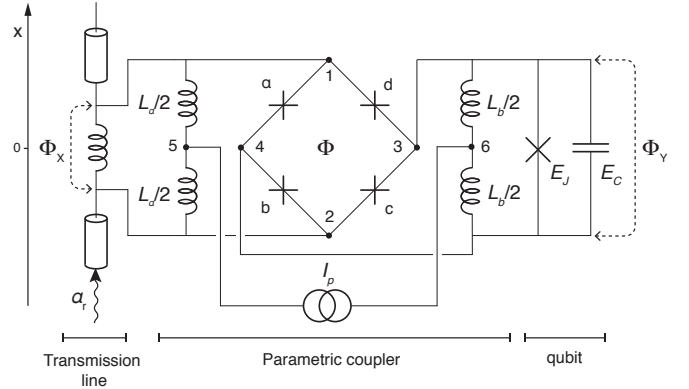 x
0
Φ_X
a_r
L_a/2
L_a/2
5
1
a
d
4
Φ
3
b
c
2
L_b/2
6
L_b/2
E_J
E_C
Φ_Y
I_p
Transmission
line
Parametric coupler
qubit